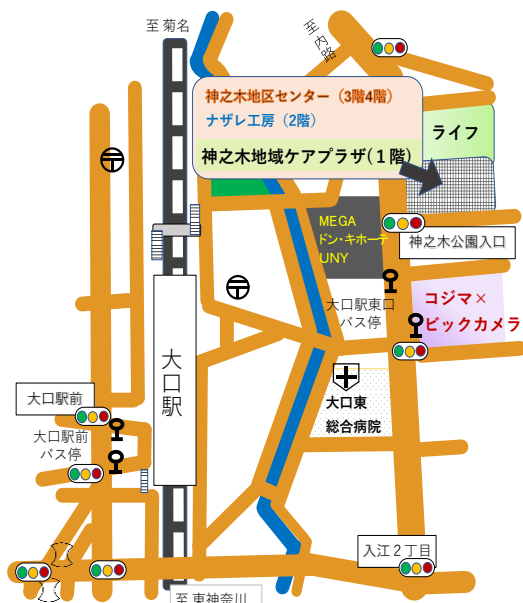 至 菊名
至 内路
神之木地区センター（3階4階）
ナザレ工房（2階）
神之木地域ケアプラザ(１階)
ライフ
MEGA
ドン・キホーテ
UNY
神之木公園入口
大口駅東口
バス停
コジマ×
ビックカメラ
大口駅
大口駅前
大口駅前
バス停
大口東
総合病院
入江２丁目
至 東神奈川